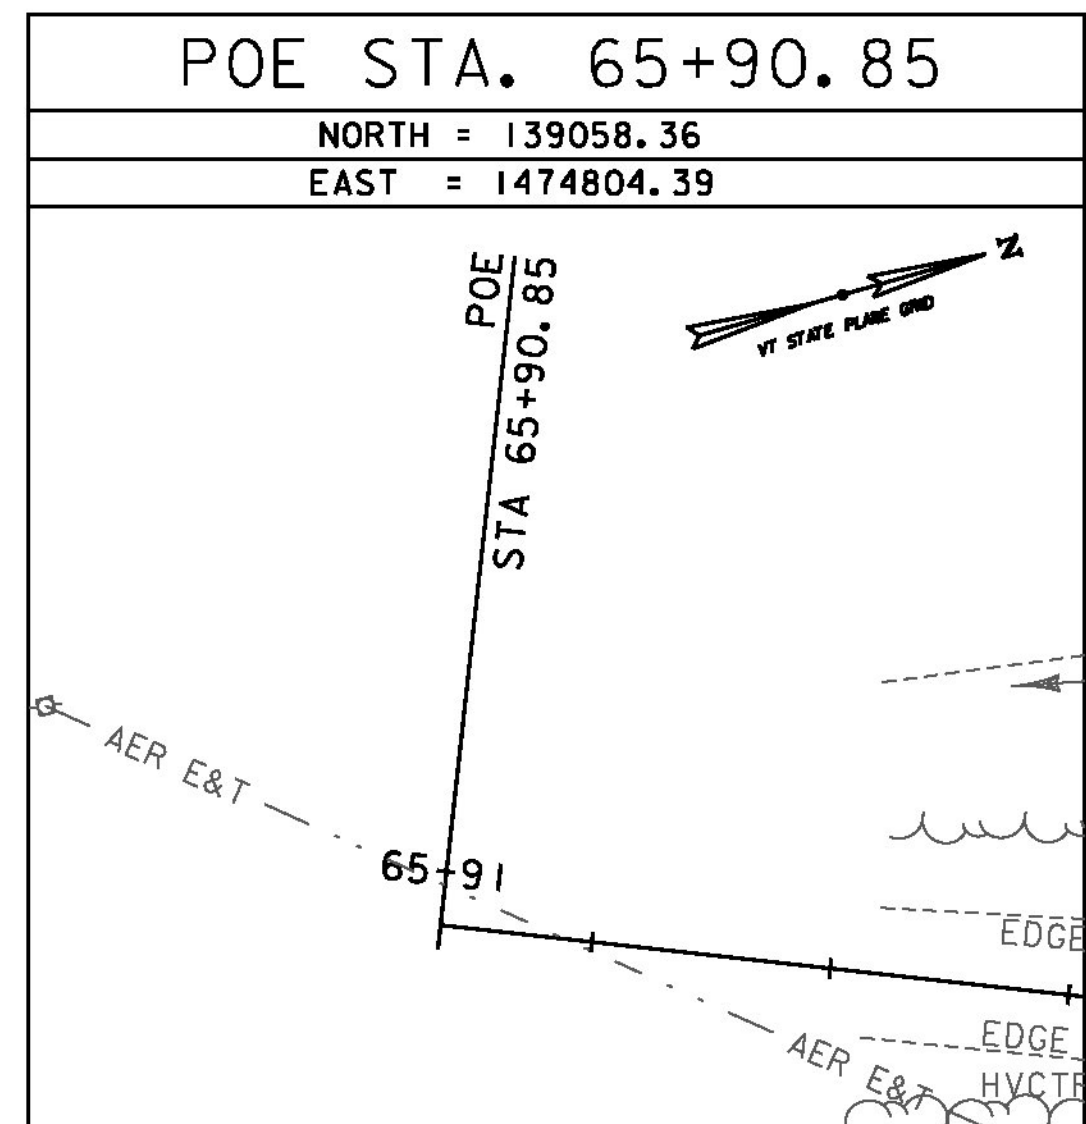 POE STA. 65+90.85
NORTH = 139058.36
EAST = 1474804.39
N
VT STATE PLANE GRID
POE
STA 65+90.85
AER E&T
65+91
EDGE
EDGE
AER E&T